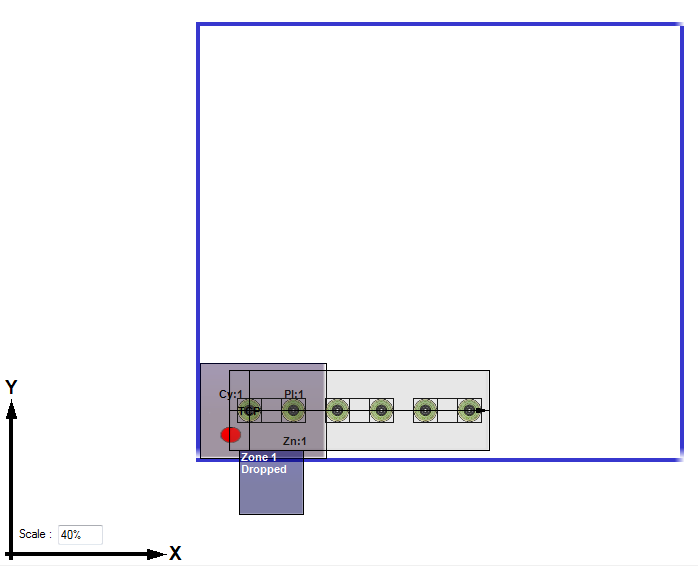 Cy:1
Pl:1
TCP
Zn:1
Zone 1
Dropped
Y
Scale :
40%
X